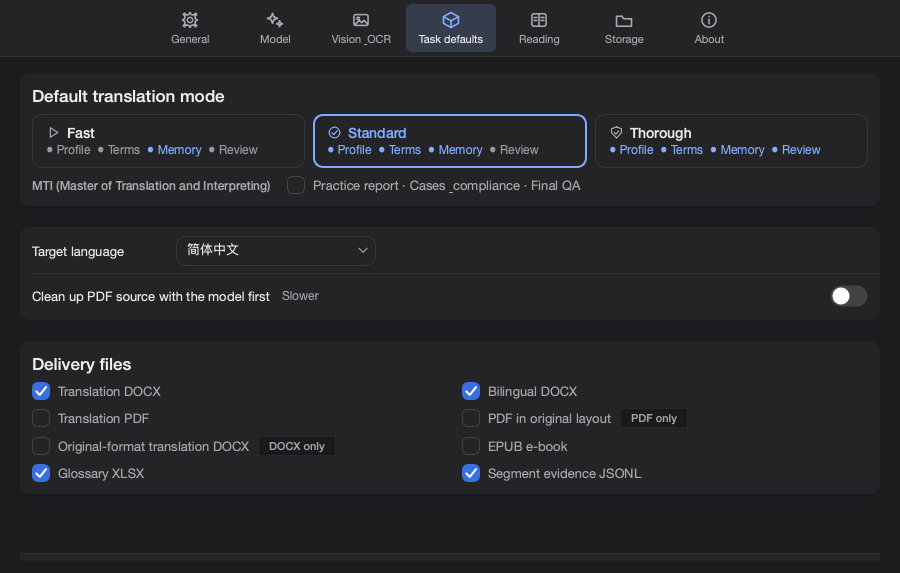 General
Model
Vision _OCR
Task defaults
Reading
Storage
About
Default translation mode
Fast
Profile Terms Memory Review
Standard
Profile Terms Memory Review
Thorough
Profile Terms Memory Review
MTI (Master of Translation and Interpreting)
Practice report · Cases _compliance · Final QA
Target language
简体中文
Clean up PDF source with the model first Slower
Delivery files
Translation DOCX
Bilingual DOCX
Translation PDF
PDF in original layout PDF only
Original-format translation DOCX DOCX only
EPUB e-book
Glossary XLSX
Segment evidence JSONL